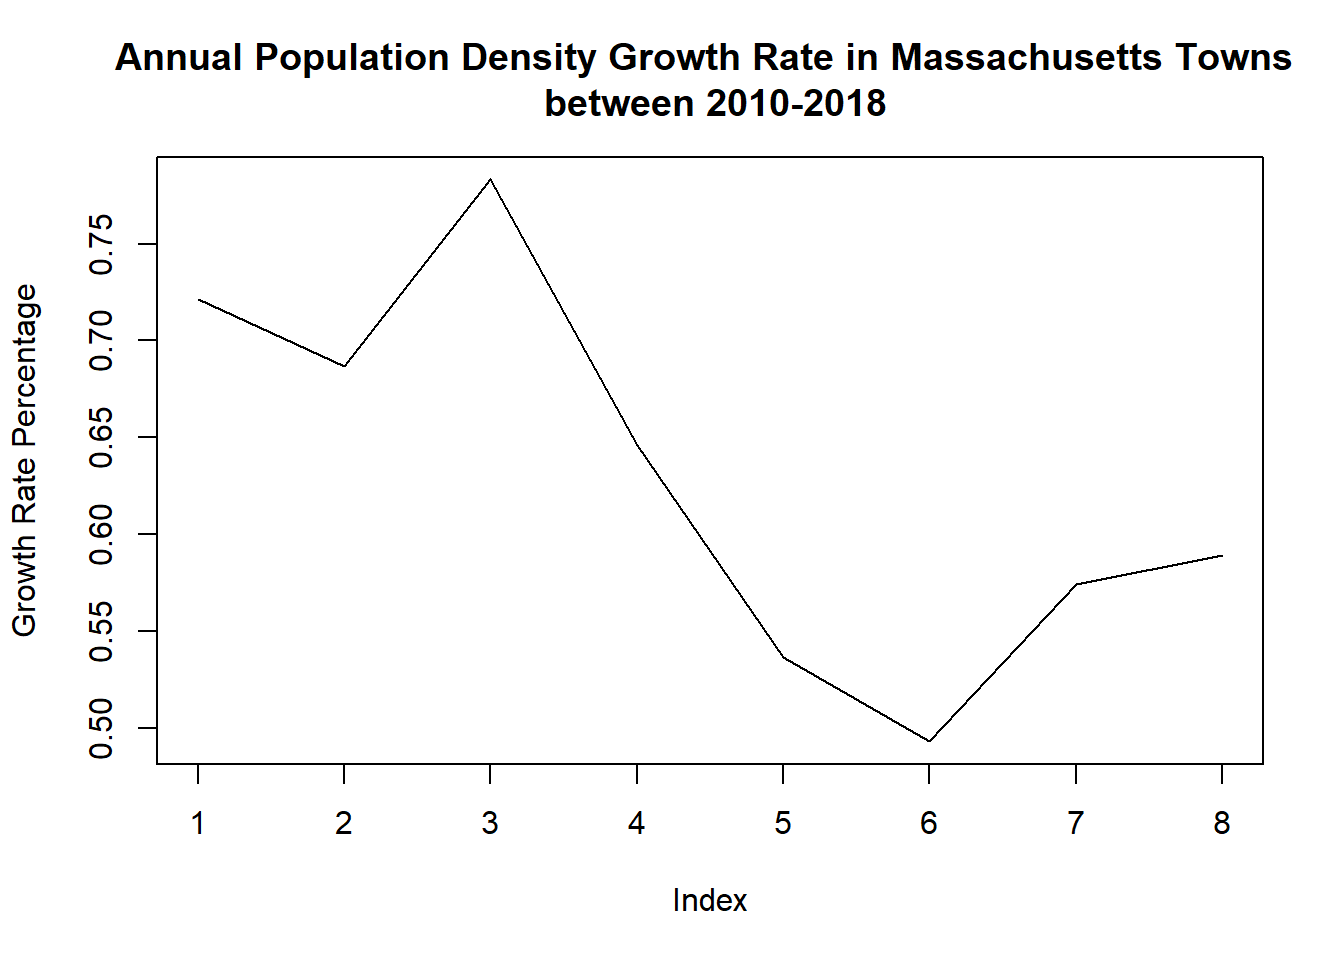 Annual Population Density Growth Rate in Massachusetts Towns
between 2010-2018
Growth Rate Percentage
0.75
0.70
0.65
0.60
0.55
0.50
1 2 3 4 5 6 7 8
Index